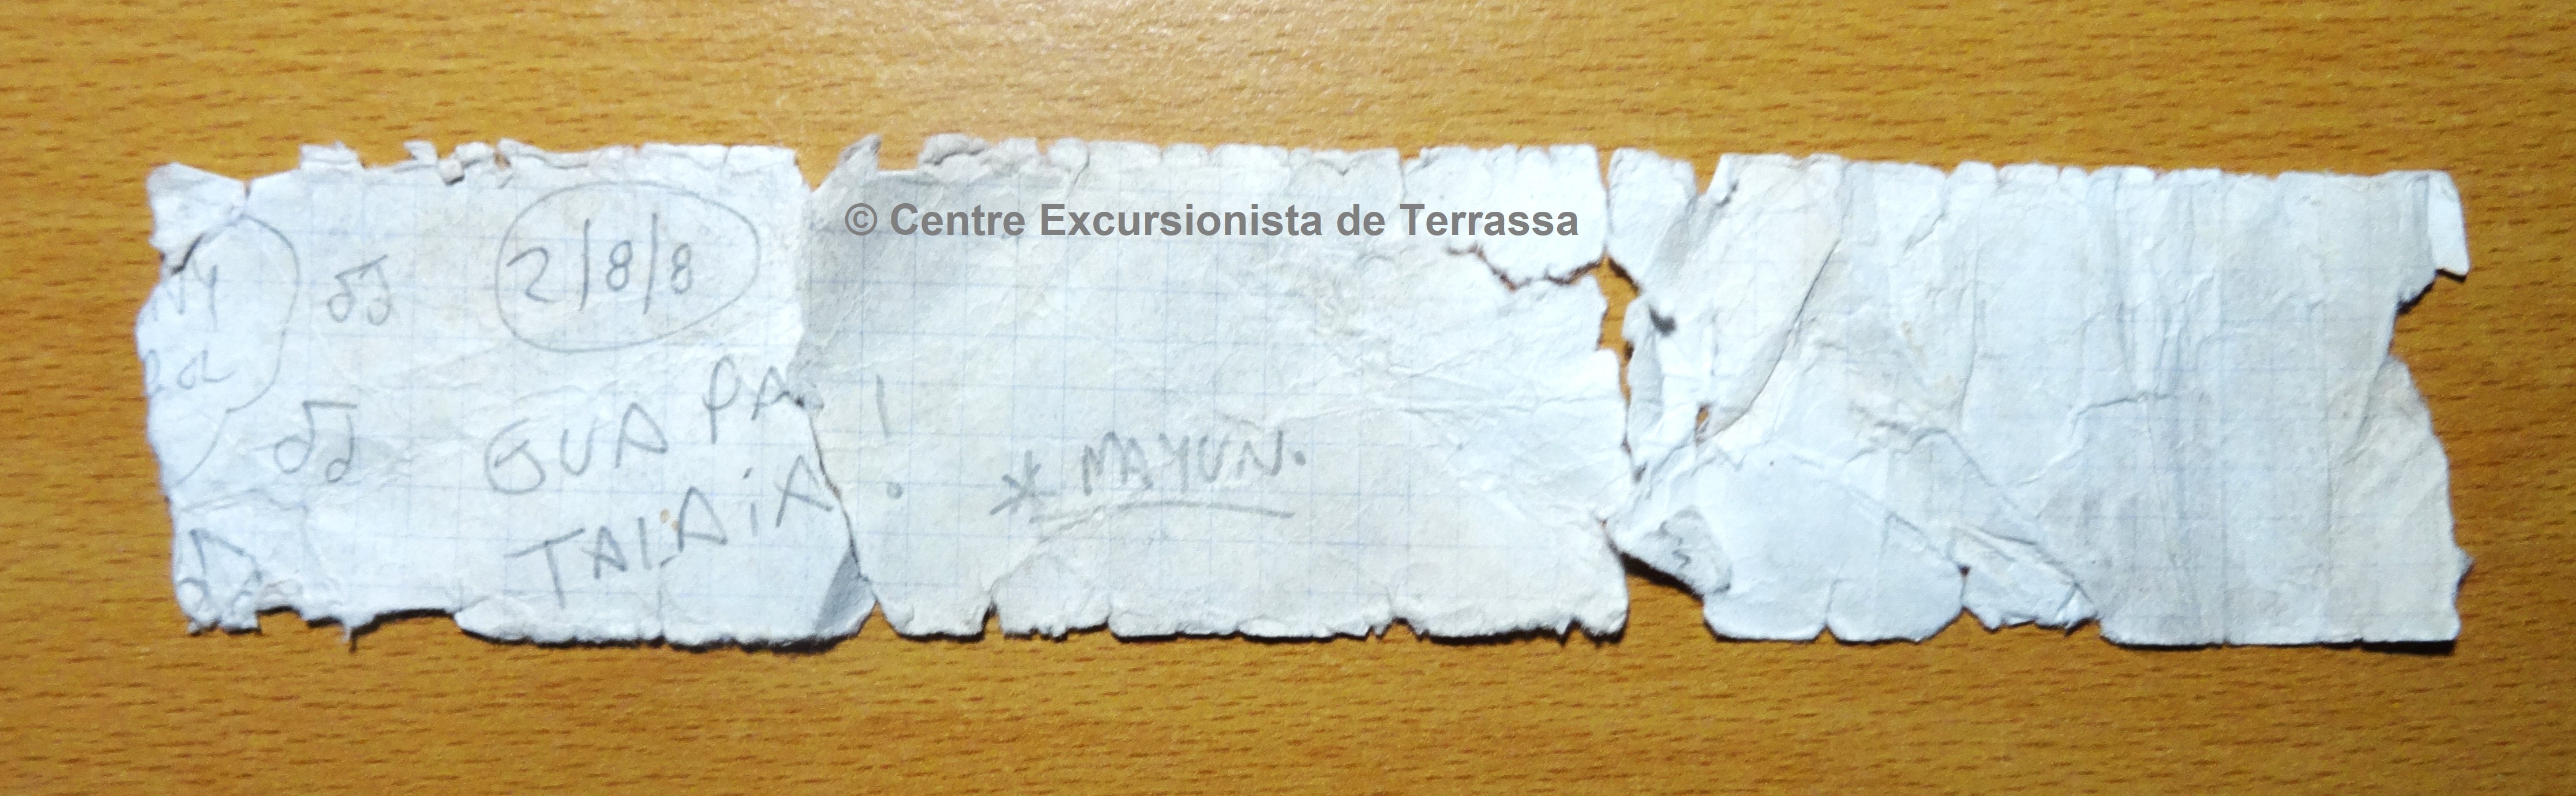 © Centre Excursionista de Terrassa
2/8/8
GUAPA !
TALAIA
* MAYUN.